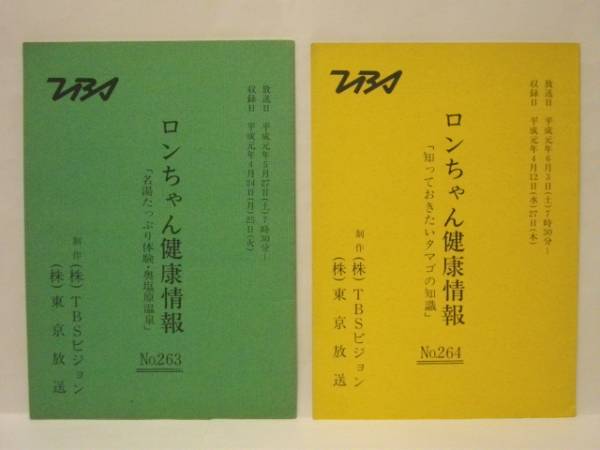 TBS
放送日 平成元年5月27日(土)7時30分~
収録日 平成元年4月24日(月)25日(火)
ロンちゃん健康情報
「名湯たっぷり体験・奥塩原温泉」
No.263
制作 (株)TBSビジョン
(株)東京放送
TBS
放送日 平成元年6月3日(土)7時30分~
収録日 平成元年4月12日(水)27日(木)
ロンちゃん健康情報
「知っておきたいタマゴの知識」
No.264
制作 (株)TBSビジョン
(株)東京放送